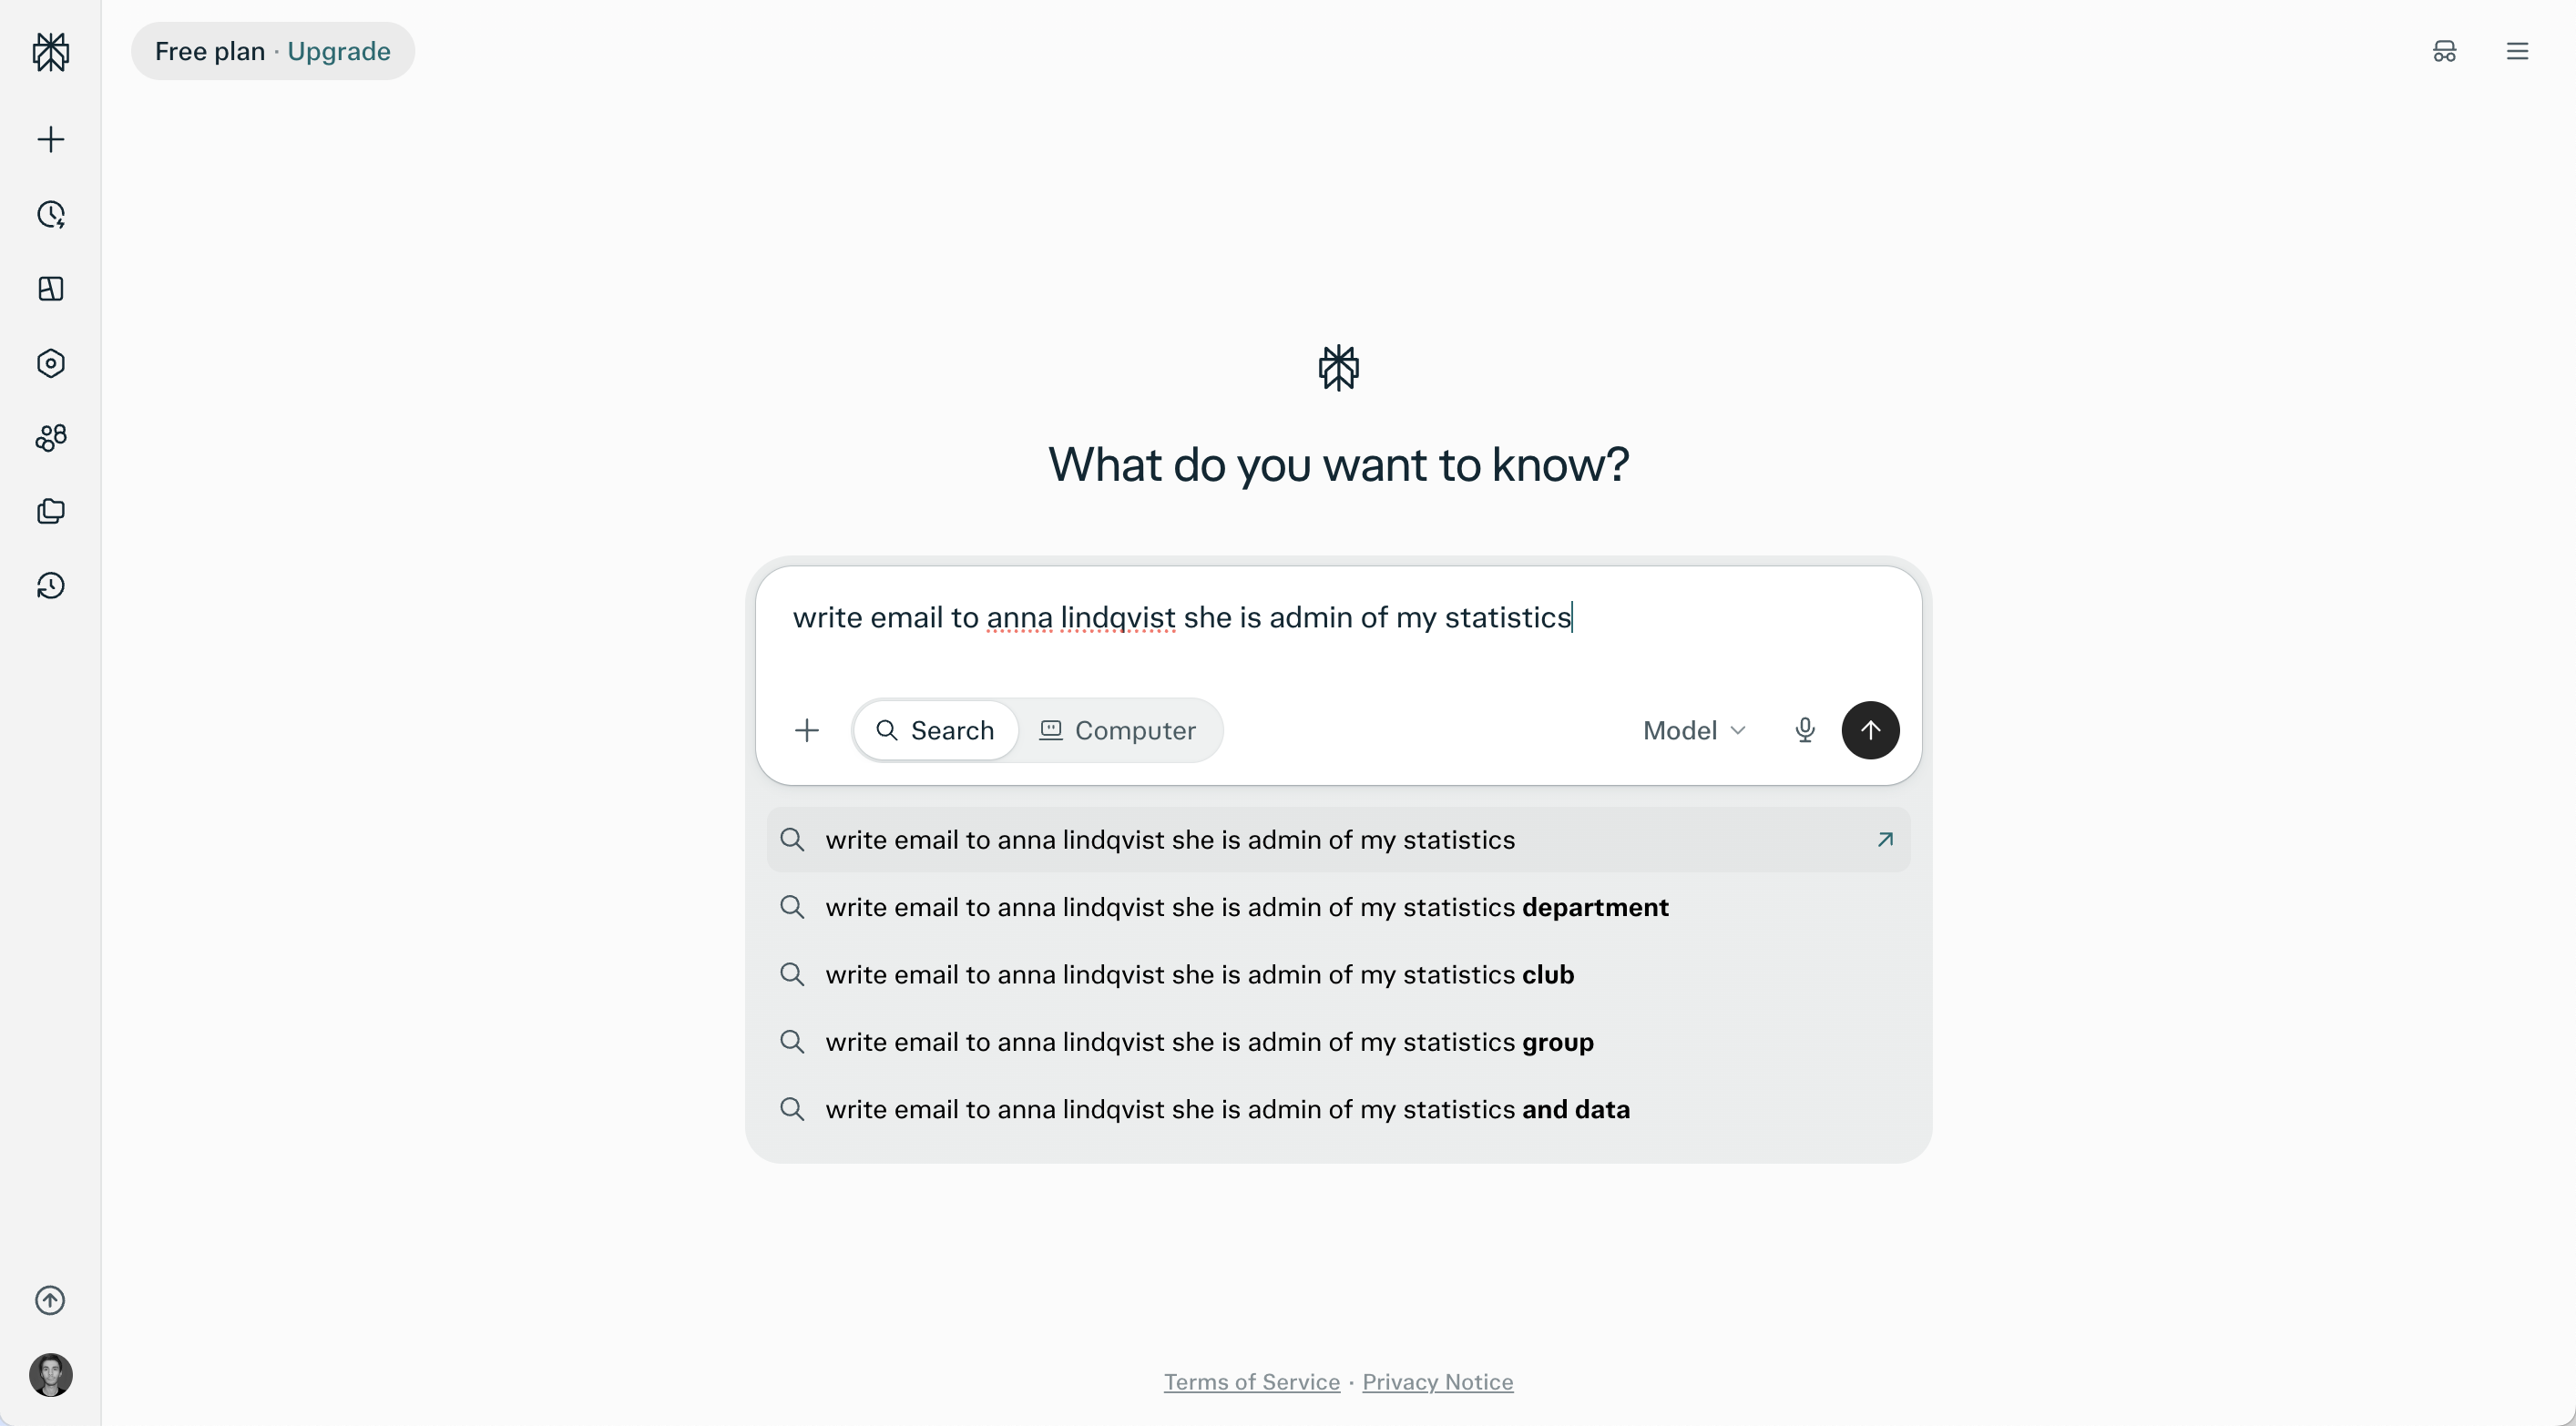 Free plan · Upgrade
What do you want to know?
write email to anna lindqvist she is admin of my statistics
Search
Computer
Model
write email to anna lindqvist she is admin of my statistics
write email to anna lindqvist she is admin of my statistics department
write email to anna lindqvist she is admin of my statistics club
write email to anna lindqvist she is admin of my statistics group
write email to anna lindqvist she is admin of my statistics and data
Terms of Service · Privacy Notice